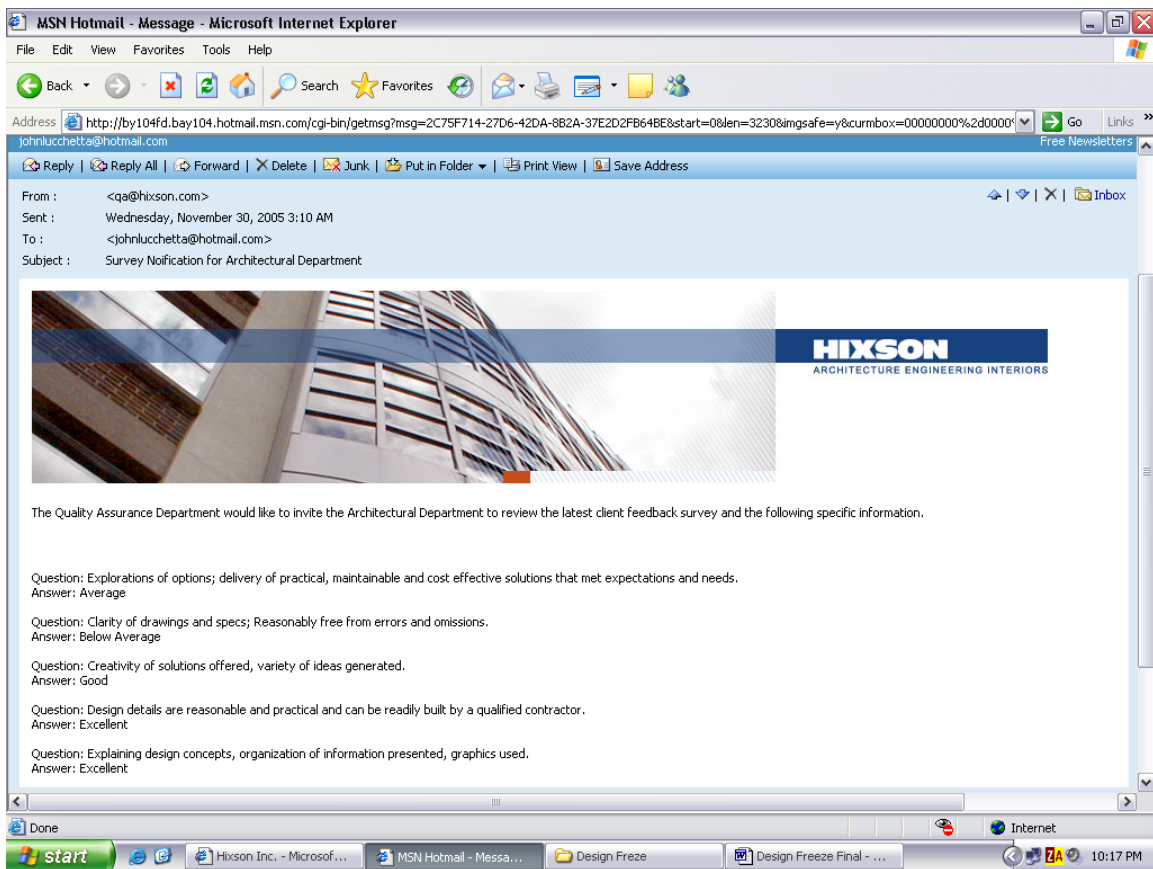 MSN Hotmail - Message - Microsoft Internet Explorer
File Edit View Favorites Tools Help
Back Search Favorites
Address http://by104fd.bay104.hotmail.msn.com/cgi-bin/getmsg?msg=2C75F714-27D6-42DA-8B2A-37E2D2FB64BE&start=0&len=3230&imgsafe=y&curmbox=00000000%2d0000 Go Links »
johnlucchetta@hotmail.com Free Newsletters
Reply | Reply All | Forward | Delete | Junk | Put in Folder | Print View | Save Address
From : <qa@hixson.com> | | X | Inbox
Sent : Wednesday, November 30, 2005 3:10 AM
To : <johnlucchetta@hotmail.com>
Subject : Survey Noification for Architectural Department
HIXSON
ARCHITECTURE ENGINEERING INTERIORS
The Quality Assurance Department would like to invite the Architectural Department to review the latest client feedback survey and the following specific information.
Question: Explorations of options; delivery of practical, maintainable and cost effective solutions that met expectations and needs.
Answer: Average
Question: Clarity of drawings and specs; Reasonably free from errors and omissions.
Answer: Below Average
Question: Creativity of solutions offered, variety of ideas generated.
Answer: Good
Question: Design details are reasonable and practical and can be readily built by a qualified contractor.
Answer: Excellent
Question: Explaining design concepts, organization of information presented, graphics used.
Answer: Excellent
Done Internet
start Hixson Inc. - Microsof... MSN Hotmail - Messa... Design Freze Design Freeze Final - ... 10:17 PM